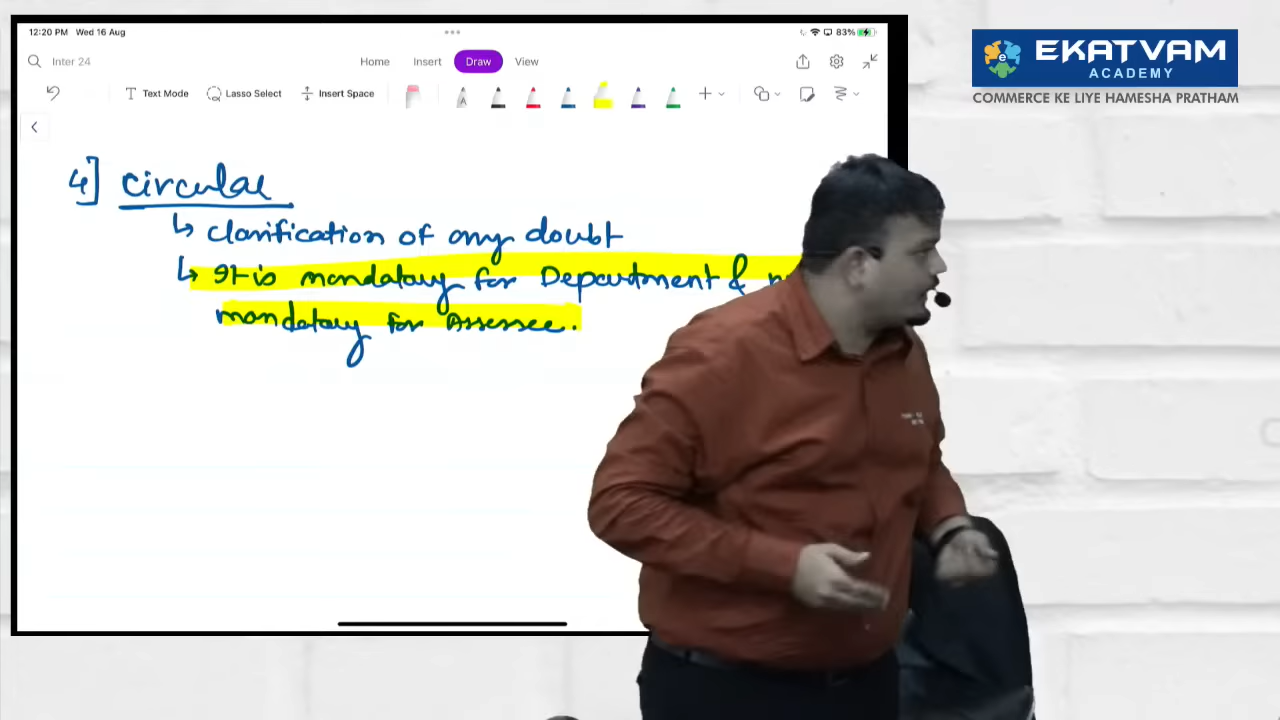 12:20 PM Wed 16 Aug
83%
EKATVAM
ACADEMY
COMMERCE KE LIYE HAMESHA PRATHAM
Inter 24
Home Insert Draw View
Text Mode Lasso Select Insert Space
4] Circular
↳ Clarification of any doubt
↳ It is mandatory for Department &
mandatory for Assessee.